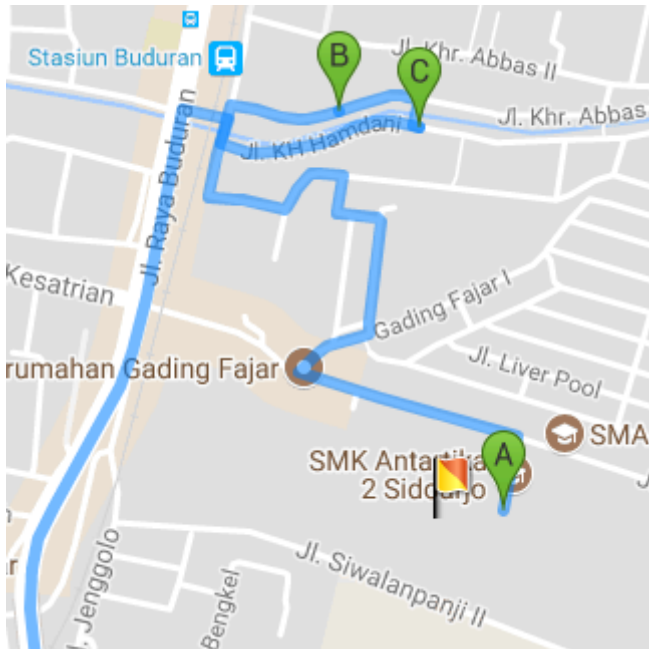 Stasiun Buduran
Jl. Khr. Abbas II
B
C
Jl. Khr. Abbas
Jl. KH Hamdani
Jl. Raya Buduran
Kesatrian
Gading Fajar I
rumahan Gading Fajar
Jl. Liver Pool
SMA
SMK Antartika
2 Sidoarjo
A
J
Jl. Siwalanpanji II
l. Jenggolo
Bengkel
ar